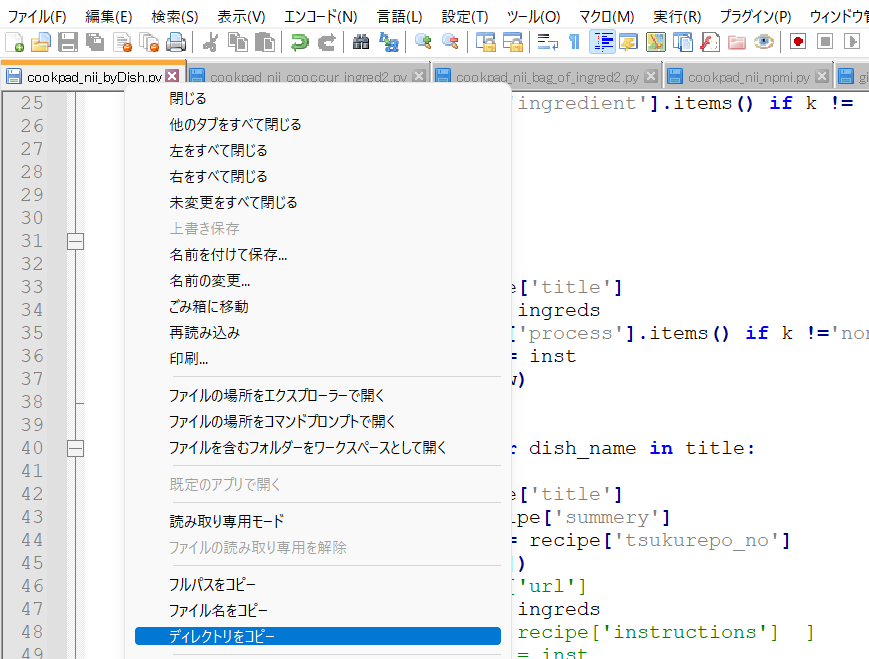 ファイル(F) 編集(E) 検索(S) 表示(V) エンコード(N) 言語(L) 設定(T) ツール(O) マクロ(M) 実行(R) プラグイン(P) ウィンドウ管
cookpad_nii_byDish.py cookpad_nii_cooccur_ingred2.py cookpad_nii_bag_of_ingred2.py cookpad_nii_npmi.py gi
閉じる
他のタブをすべて閉じる
左をすべて閉じる
右をすべて閉じる
未変更をすべて閉じる
上書き保存
名前を付けて保存...
名前の変更...
ごみ箱に移動
再読み込み
印刷...
ファイルの場所をエクスプローラーで開く
ファイルの場所をコマンドプロンプトで開く
ファイルを含むフォルダーをワークスペースとして開く
既定のアプリで開く
読み取り専用モード
ファイルの読み取り専用を解除
フルパスをコピー
ファイル名をコピー
ディレクトリをコピー
25 'ingredient'].items() if k !=
26
27
28
29
30
31
32
33 e['title']
34 ingreds
35 ['process'].items() if k !='non
36 = inst
37 w)
38
39
40 r dish_name in title:
41
42 e['title']
43 ipe['summery']
44 = recipe['tsukurepo_no']
45 )
46 ['url']
47 ingreds
48 recipe['instructions'] ]
49 = inst